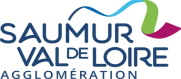 SAUMUR
VAL DE LOIRE
AGGLOMÉRATION